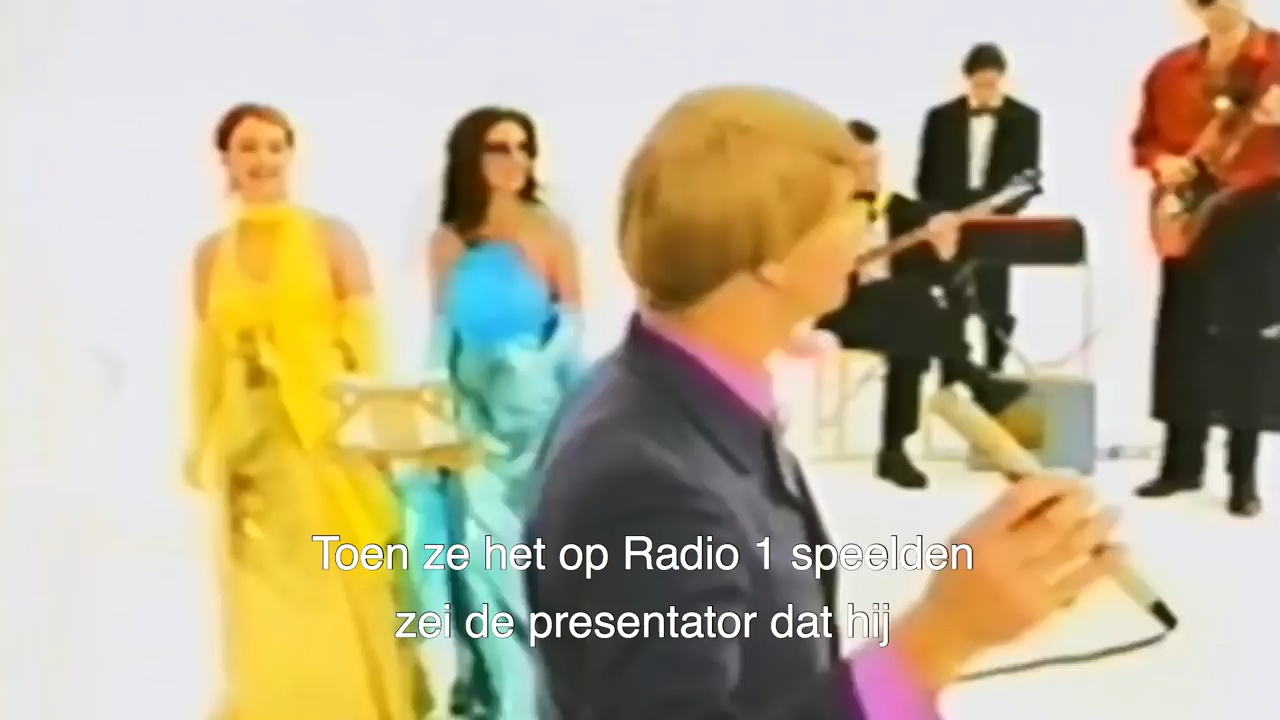 Toen ze het op Radio 1 speelden
zei de presentator dat hij